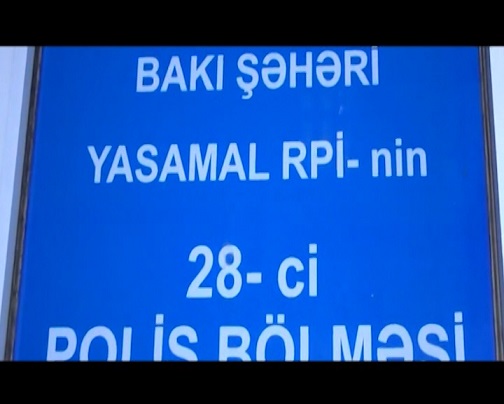 BAKI ŞƏHƏRİ
YASAMAL RPİ- nin
28- ci
POLİS BÖLMƏSİ